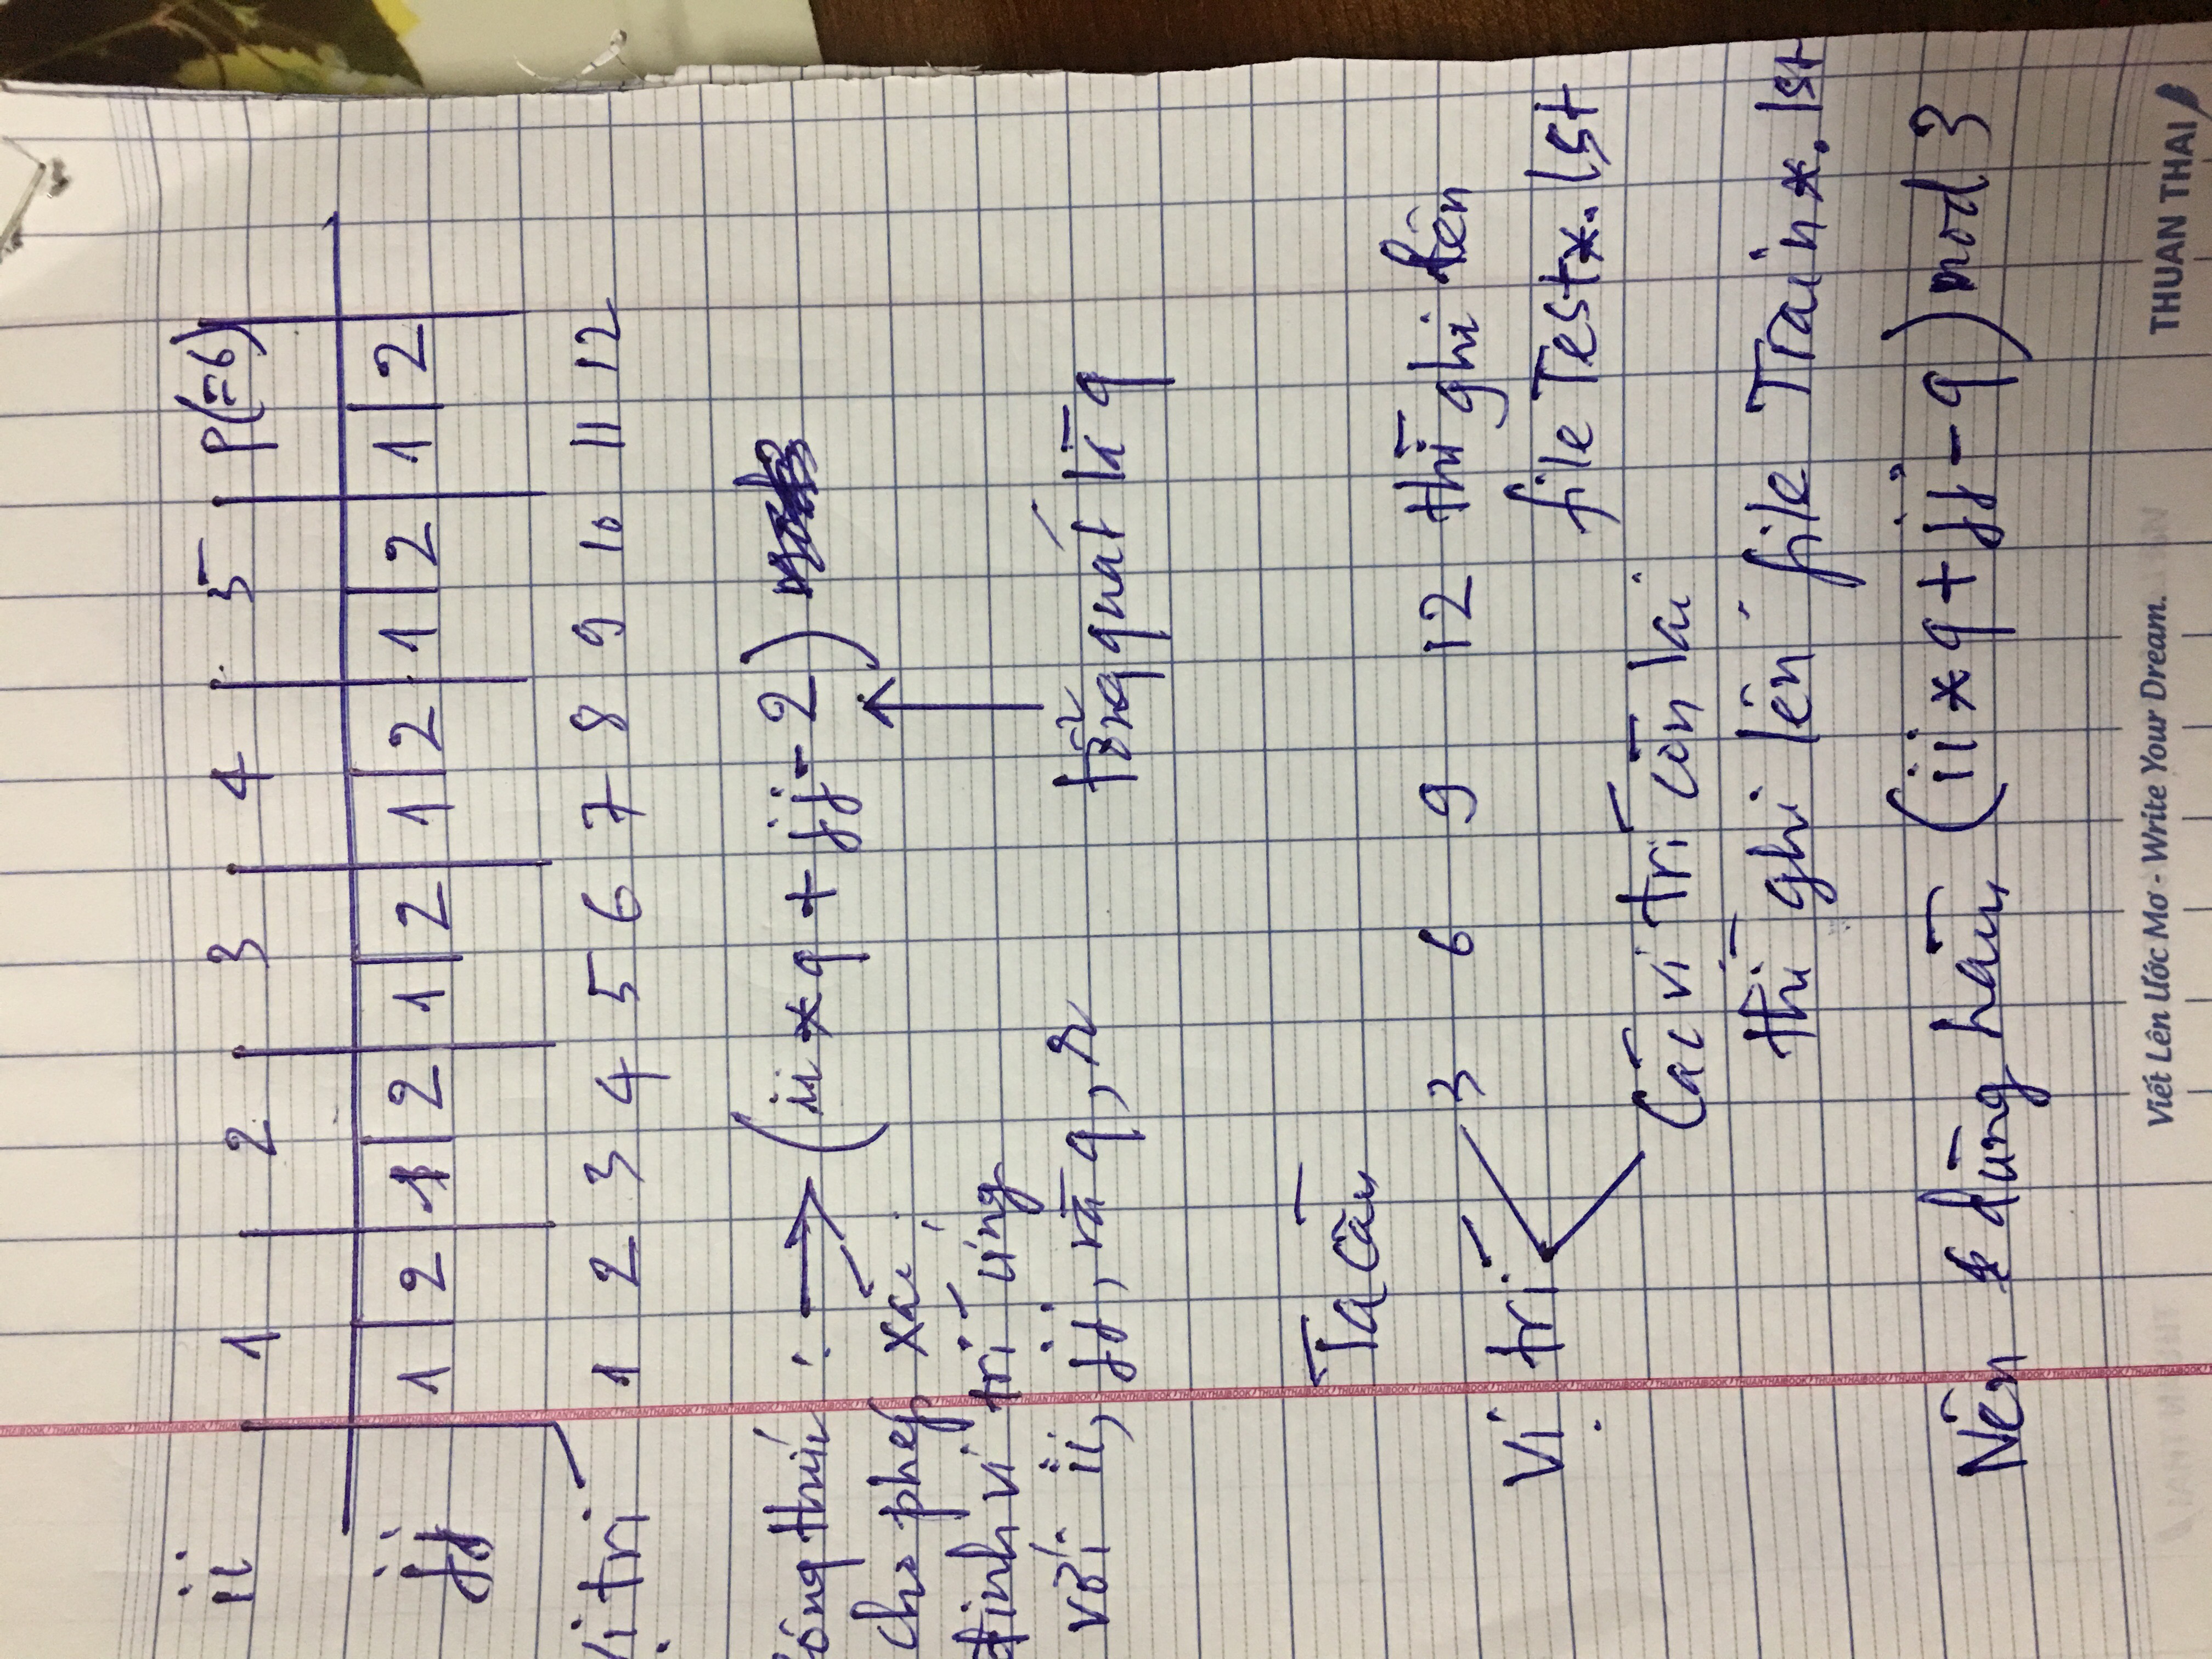 ii 1 2 3 4 5 p(=6)
jj 1 2 1 2 1 2 1 2 1 2 1 2
Vị trí 1 2 3 4 5 6 7 8 9 10 11 12
ông thức : → (ii * q + jj - 2)
cho phép xác
định vị trí ứng
với ii, jj, và q, r
tổng quát là q
Ta cần
3 6 9 12 thì ghi lên
Vị trí
file Test*.lst
Các vị trí còn lại
thì ghi lên file Train*.lst
Nên dùng hàm (ii * q + jj - q) mod 3
Viết Lên Ước Mơ - Write Your Dream.
THUAN THAI